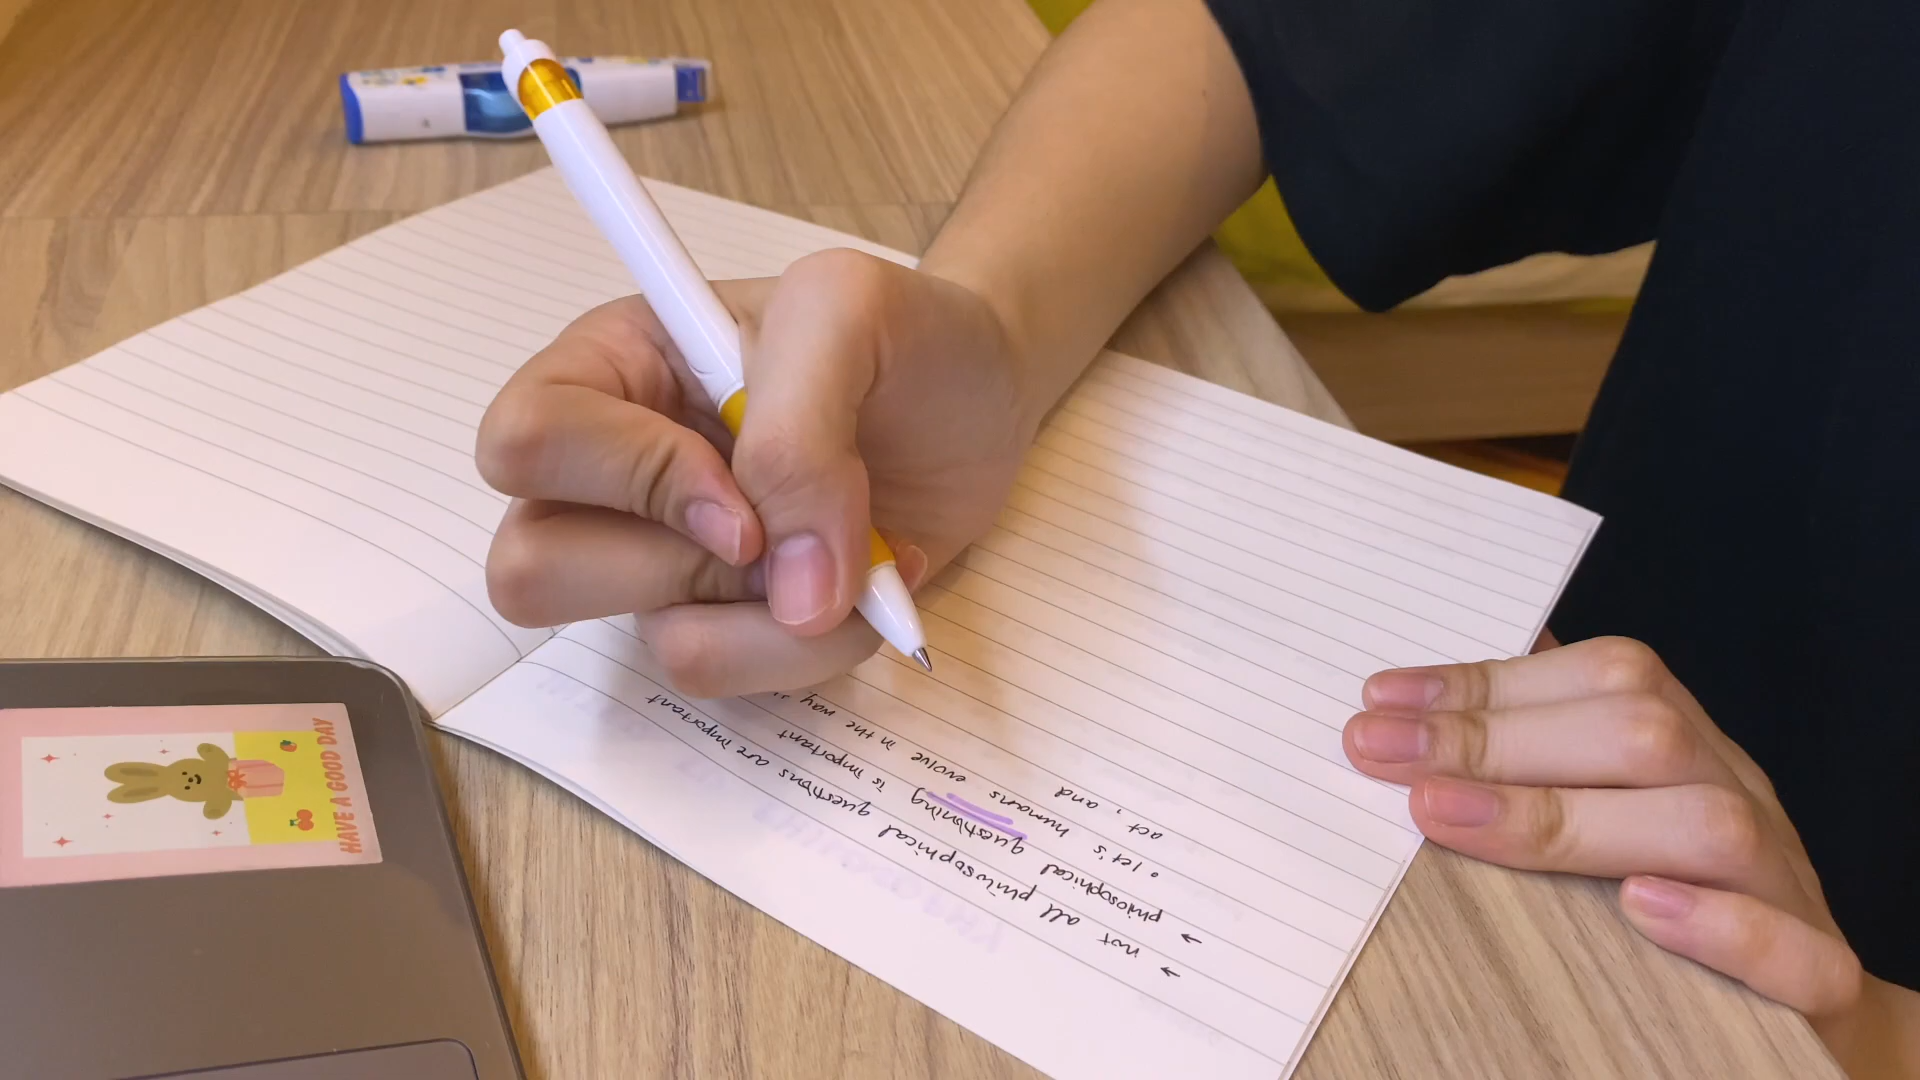 → not all philosophical questions are important
→ philosophical questioning is important
• let's humans evolve in the way
act, and
HAVE A GOOD DAY